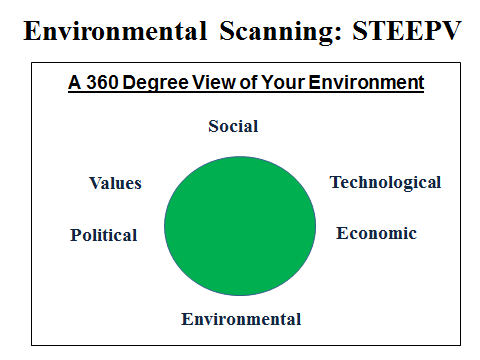 Environmental Scanning: STEEPV
A 360 Degree View of Your Environment
Social
Values
Technological
Political
Economic
Environmental